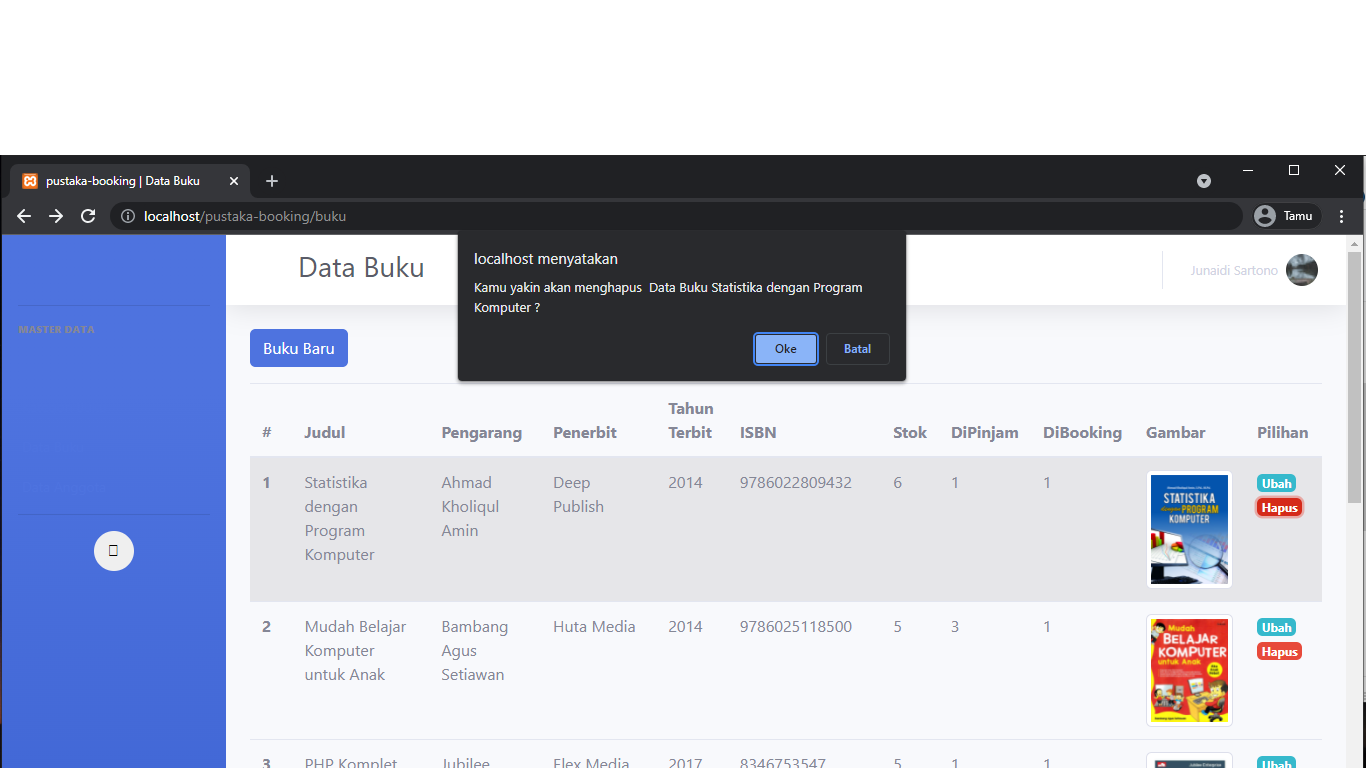 pustaka-booking | Data Buku
localhost/pustaka-booking/buku
Tamu
localhost menyatakan
Kamu yakin akan menghapus  Data Buku Statistika dengan Program
Komputer ?
Oke
Batal
Data Buku
Junaidi Sartono
MASTER DATA
Buku Baru
# Judul Pengarang Penerbit Tahun Terbit ISBN Stok DiPinjam DiBooking Gambar Pilihan
1 Statistika Ahmad Deep 2014 9786022809432 6 1 1 Ubah
dengan Kholiqul Publish Hapus
Program Amin
Komputer
STATISTIKA
dengan PROGRAM
KOMPUTER
2 Mudah Belajar Bambang Huta Media 2014 9786025118500 5 3 1 Ubah
Komputer Agus Hapus
untuk Anak Setiawan
Mudah
BELAJAR
KOMPUTER
untuk Anak
3 PHP Komplet Jubilee Elex Media 2017 8346753547 5 1 1 Ubah